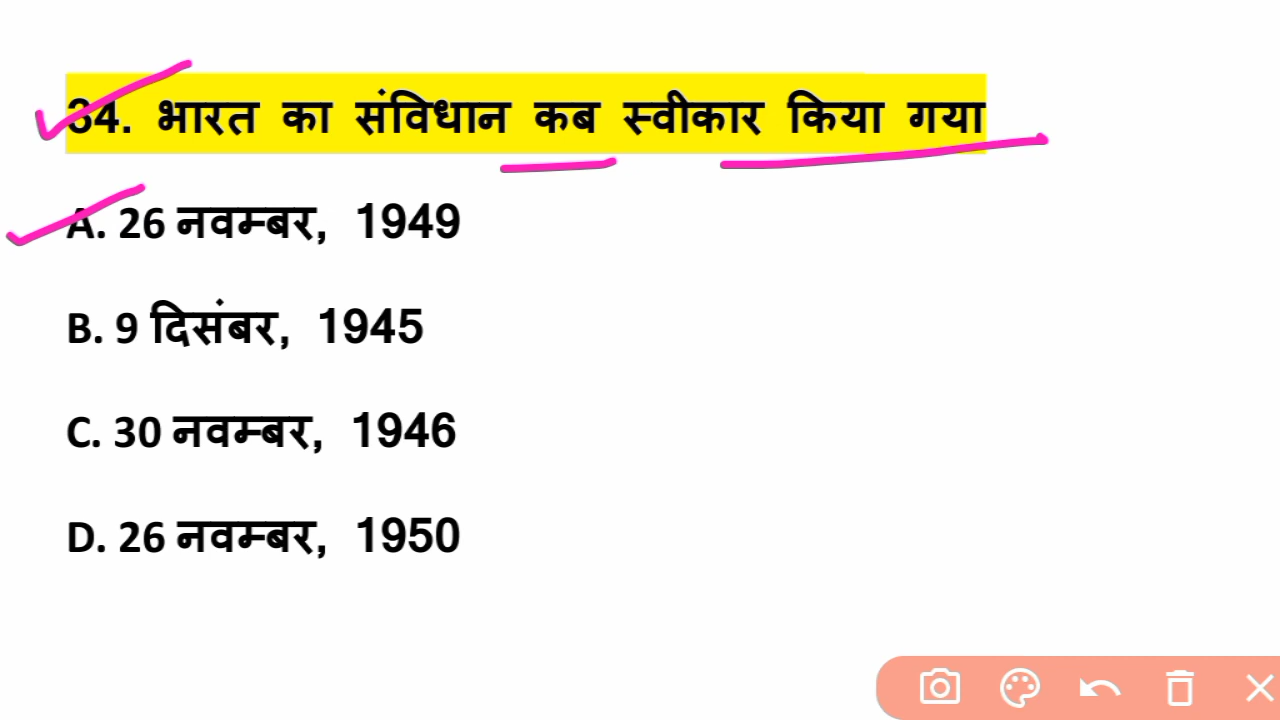 34. भारत का संविधान कब स्वीकार किया गया
A. 26 नवम्बर, 1949
B. 9 दिसंबर, 1945
C. 30 नवम्बर, 1946
D. 26 नवम्बर, 1950